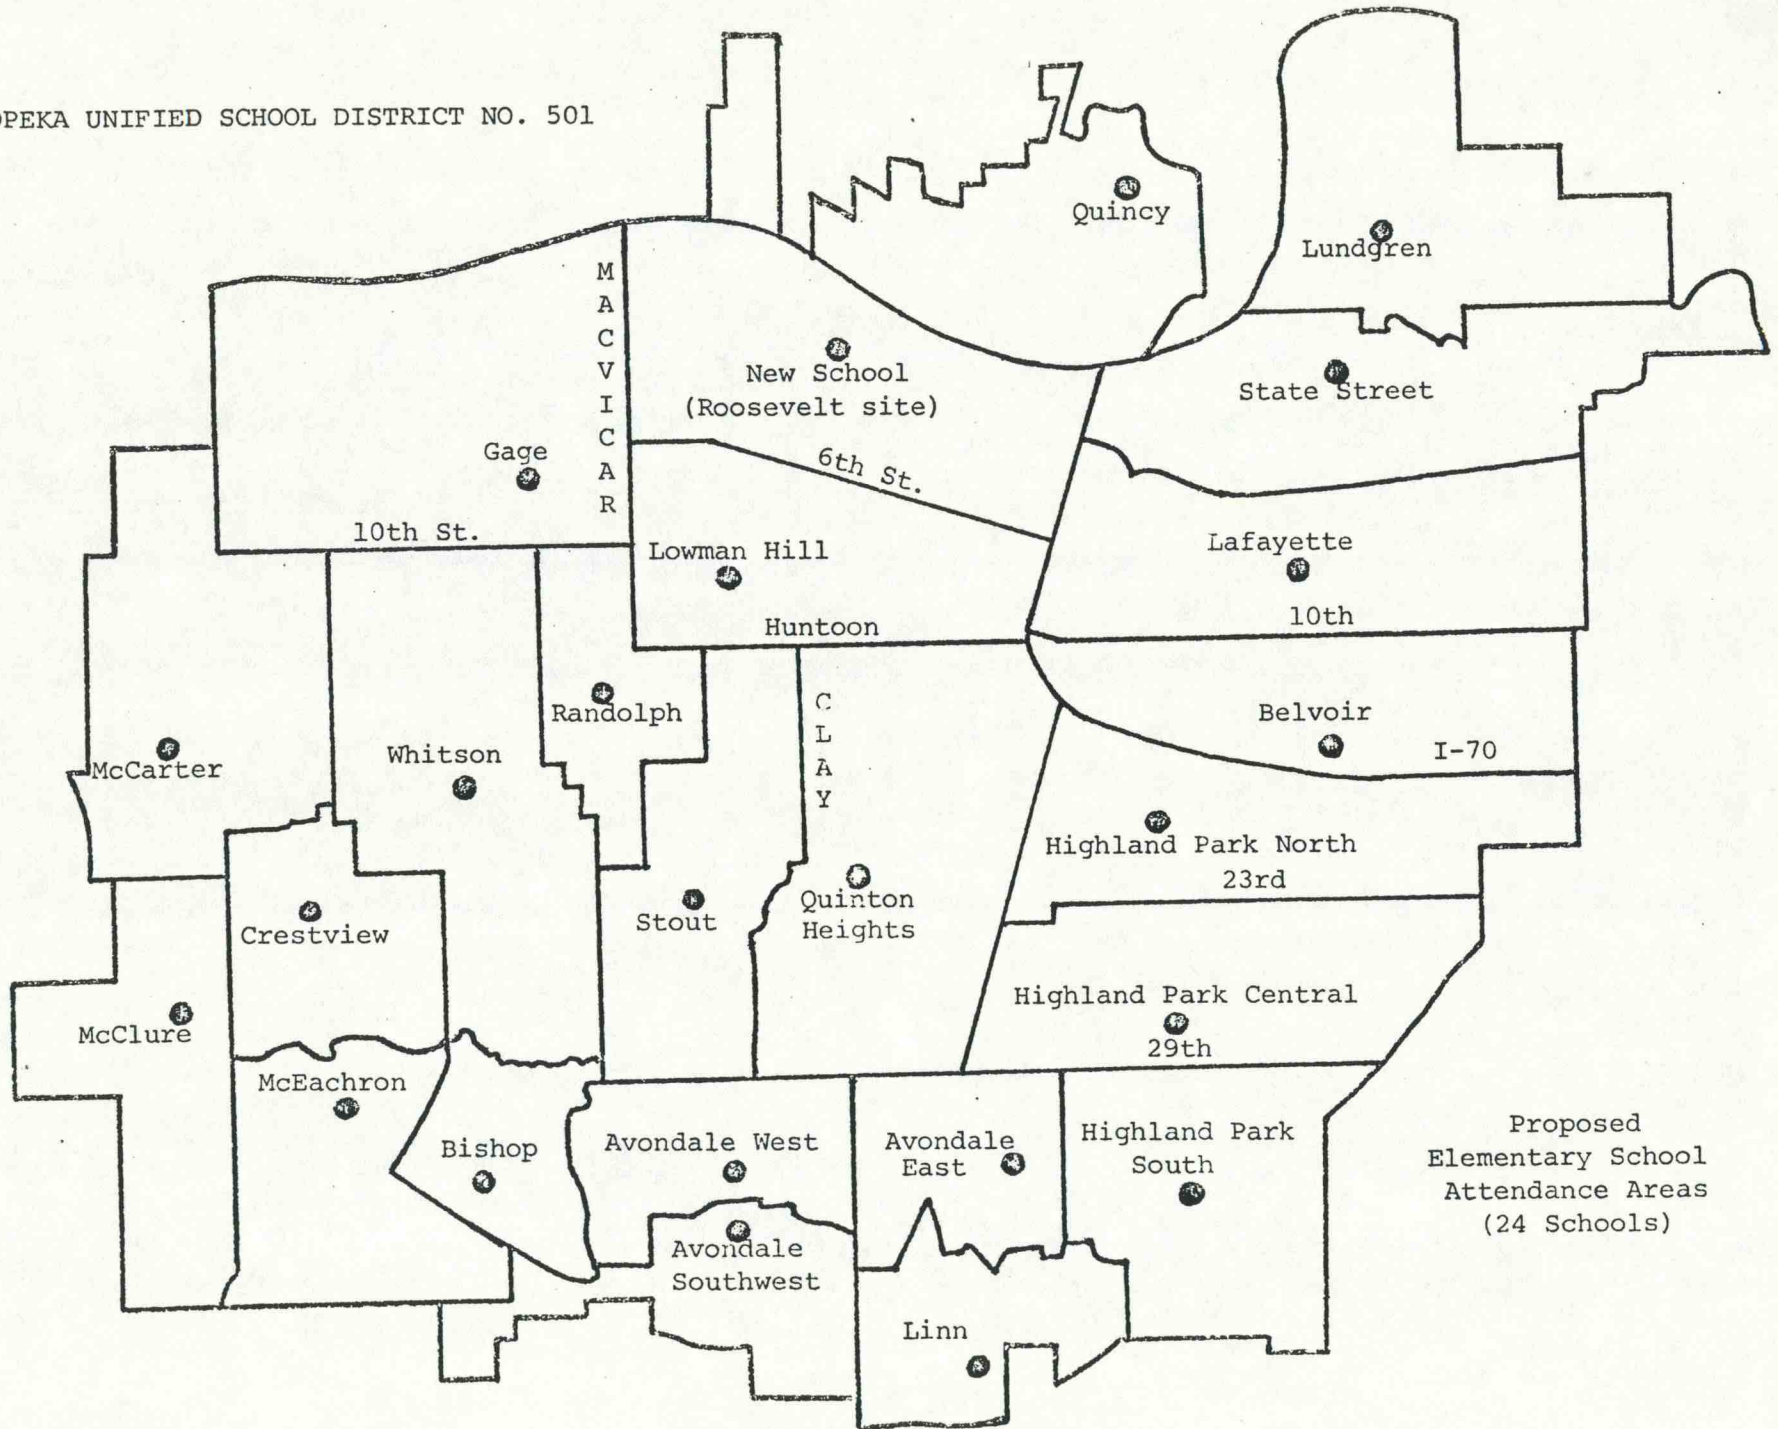 OPEKA UNIFIED SCHOOL DISTRICT NO. 501
Quincy
Lundgren
MACVICAR
New School
(Roosevelt site)
State Street
Gage
6th St.
10th St.
Lowman Hill
Lafayette
10th
Huntoon
CLAY
Randolph
Belvoir
I-70
Whitson
McCarter
Highland Park North
23rd
Crestview
Stout
Quinton
Heights
Highland Park Central
29th
McClure
McEachron
Bishop
Avondale West
Avondale
East
Highland Park
South
Avondale
Southwest
Linn
Proposed
Elementary School
Attendance Areas
(24 Schools)